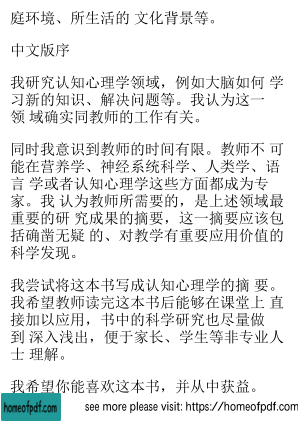 庭环境、所生活的 文化背景等。
中文版序
我研究认知心理学领域，例如大脑如何 学
习新的知识、解决问题等。我认为这一
领 域确实同教师的工作有关。
同时我意识到教师的时间有限。教师不 可
能在营养学、神经系统科学、人类学、语
言 学或者认知心理学这些方面都成为专
家。我 认为教师所需要的，是上述领域最
重要的研 究成果的摘要，这一摘要应该包
括确凿无疑 的、对教学有重要应用价值的
科学发现。
我尝试将这本书写成认知心理学的摘 要。
我希望教师读完这本书后能够在课堂上 直
接加以应用，书中的科学研究也尽量做
到 深入浅出，便于家长、学生等非专业人
士 理解。
我希望你能喜欢这本书，并从中获益。
homeofpdf.com see more please visit: https://homeofpdf.com